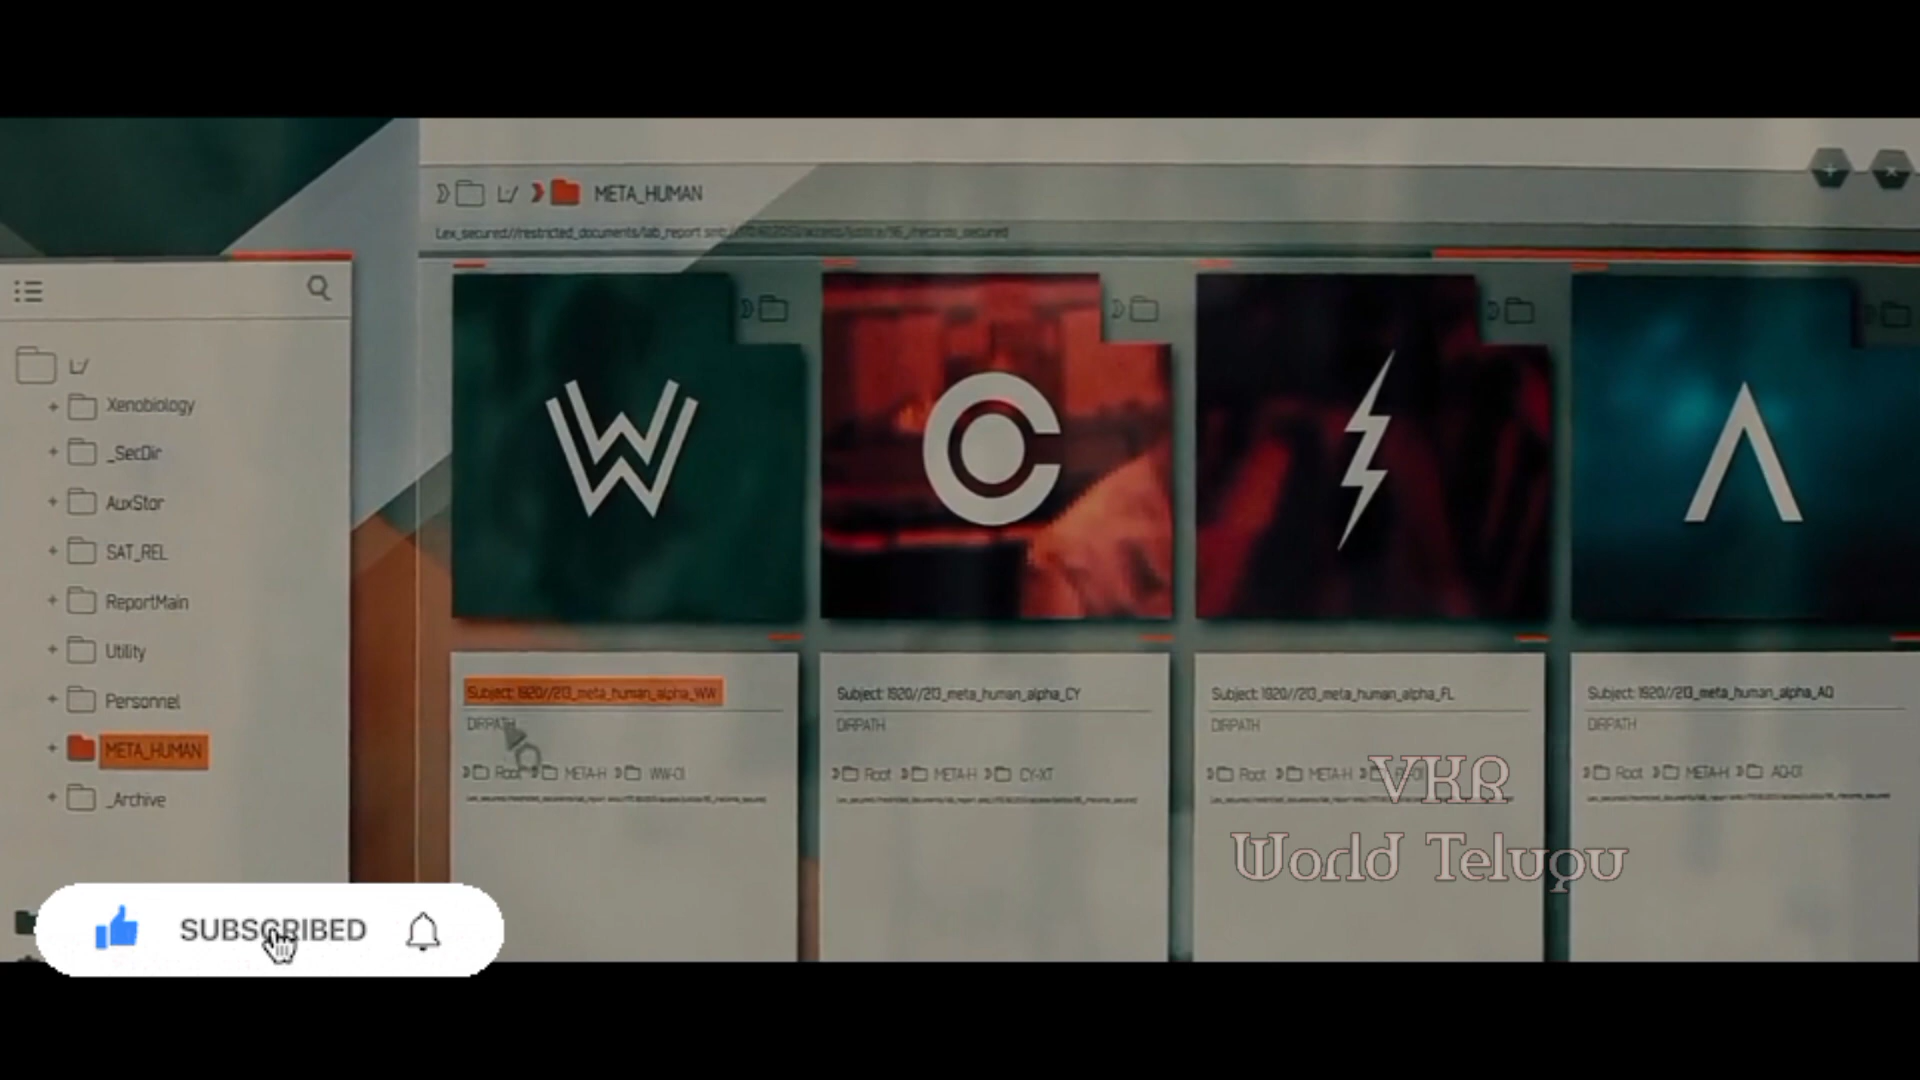 L:/ META_HUMAN
L:/
Xenobiology
_SecDir
AuxStor
SAT_REL
ReportMain
Utility
Personnel
META_HUMAN
_Archive
W
C
Subject: 1920//213_meta_human_alpha_WW
DIRPATH
Root META-H WW-01
Subject: 1920//213_meta_human_alpha_CY
DIRPATH
Root META-H CY-XT
Subject: 1920//213_meta_human_alpha_FL
DIRPATH
Root META-H
Subject: 1920//213_meta_human_alpha_AQ
DIRPATH
Root META-H AQ-01
VKR
World Telugu
SUBSCRIBED